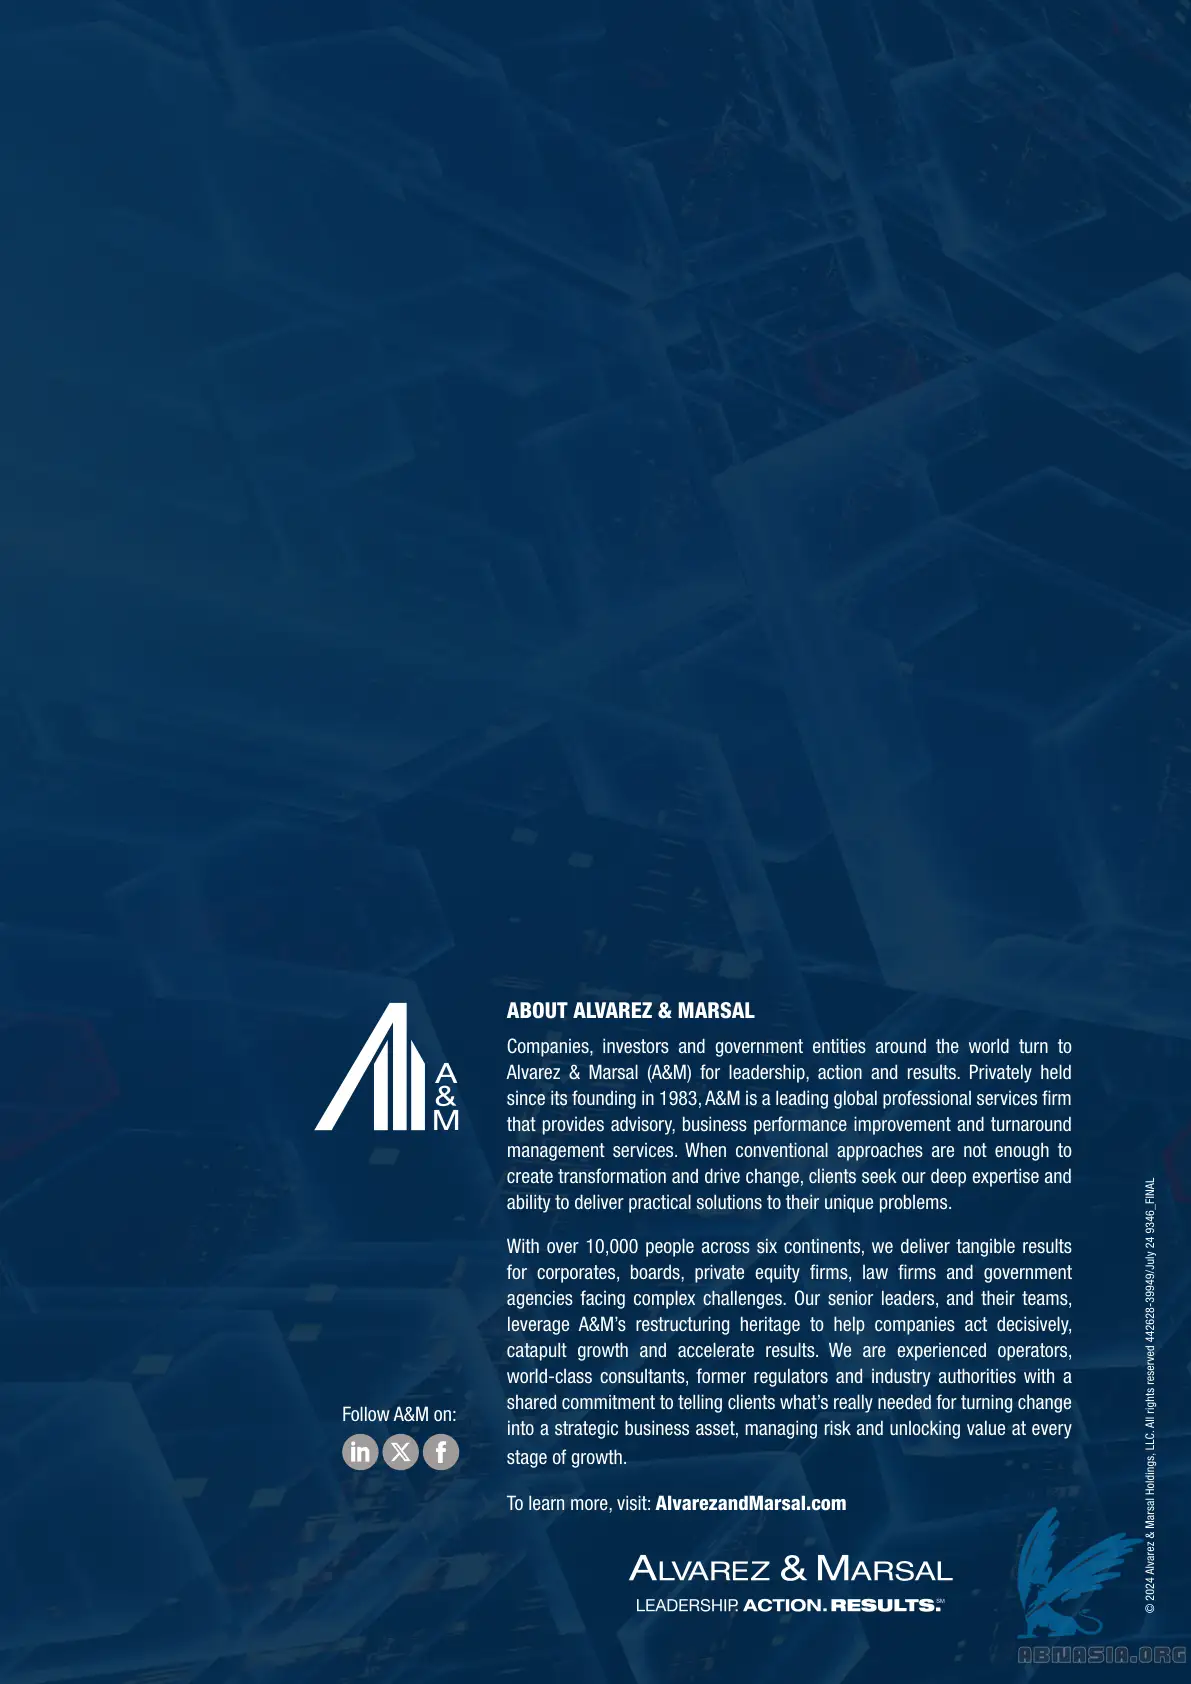 A
&
M
ABOUT ALVAREZ & MARSAL
Companies, investors and government entities around the world turn to
Alvarez & Marsal (A&M) for leadership, action and results. Privately held
since its founding in 1983, A&M is a leading global professional services firm
that provides advisory, business performance improvement and turnaround
management services. When conventional approaches are not enough to
create transformation and drive change, clients seek our deep expertise and
ability to deliver practical solutions to their unique problems.
With over 10,000 people across six continents, we deliver tangible results
for corporates, boards, private equity firms, law firms and government
agencies facing complex challenges. Our senior leaders, and their teams,
leverage A&M’s restructuring heritage to help companies act decisively,
catapult growth and accelerate results. We are experienced operators,
world-class consultants, former regulators and industry authorities with a
shared commitment to telling clients what’s really needed for turning change
into a strategic business asset, managing risk and unlocking value at every
stage of growth.
To learn more, visit: AlvarezandMarsal.com
Follow A&M on:
in X f
ALVAREZ & MARSAL
LEADERSHIP. ACTION. RESULTS.℠
© 2024 Alvarez & Marsal Holdings, LLC. All rights reserved 442628-39949/July 24 9346_FINAL
ABNASIA.ORG